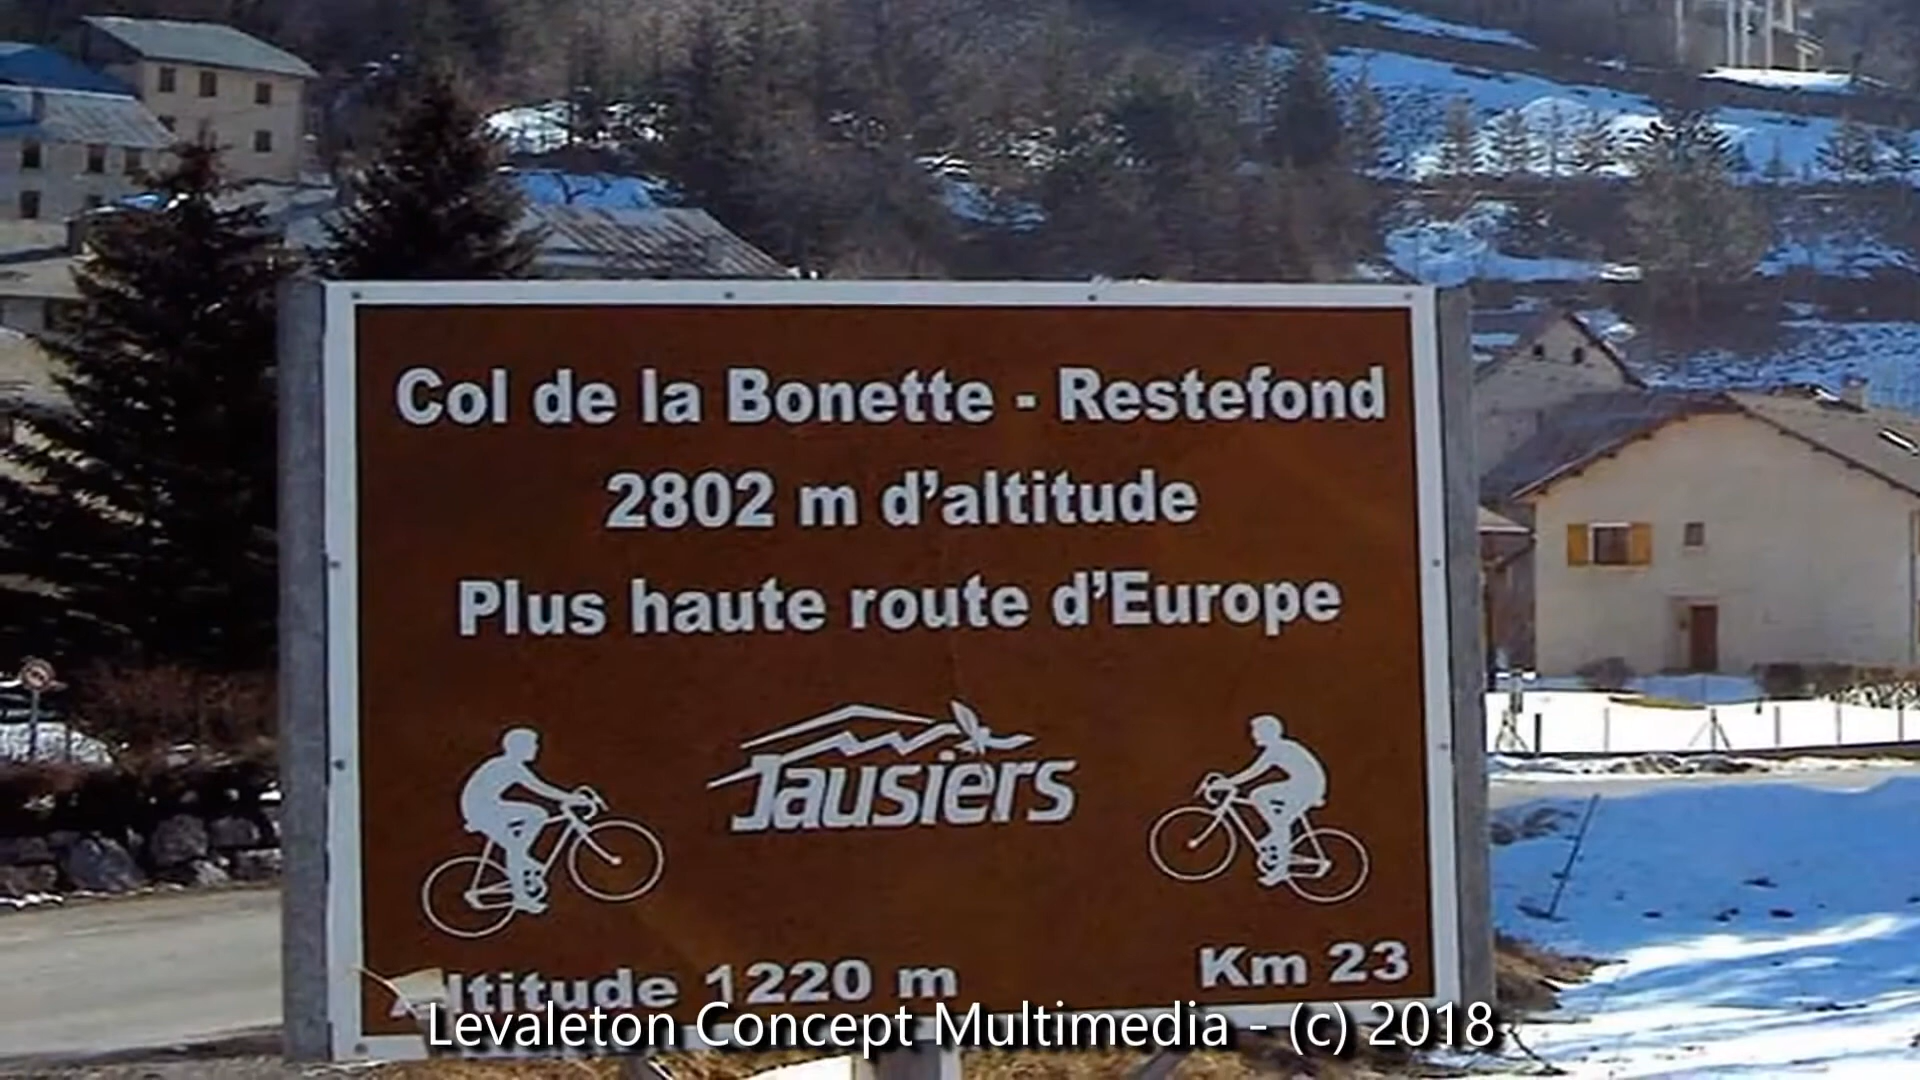 Col de la Bonette - Restefond
2802 m d'altitude
Plus haute route d'Europe
Jausiers
Altitude 1220 m
Km 23
Levaleton Concept Multimedia - (c) 2018